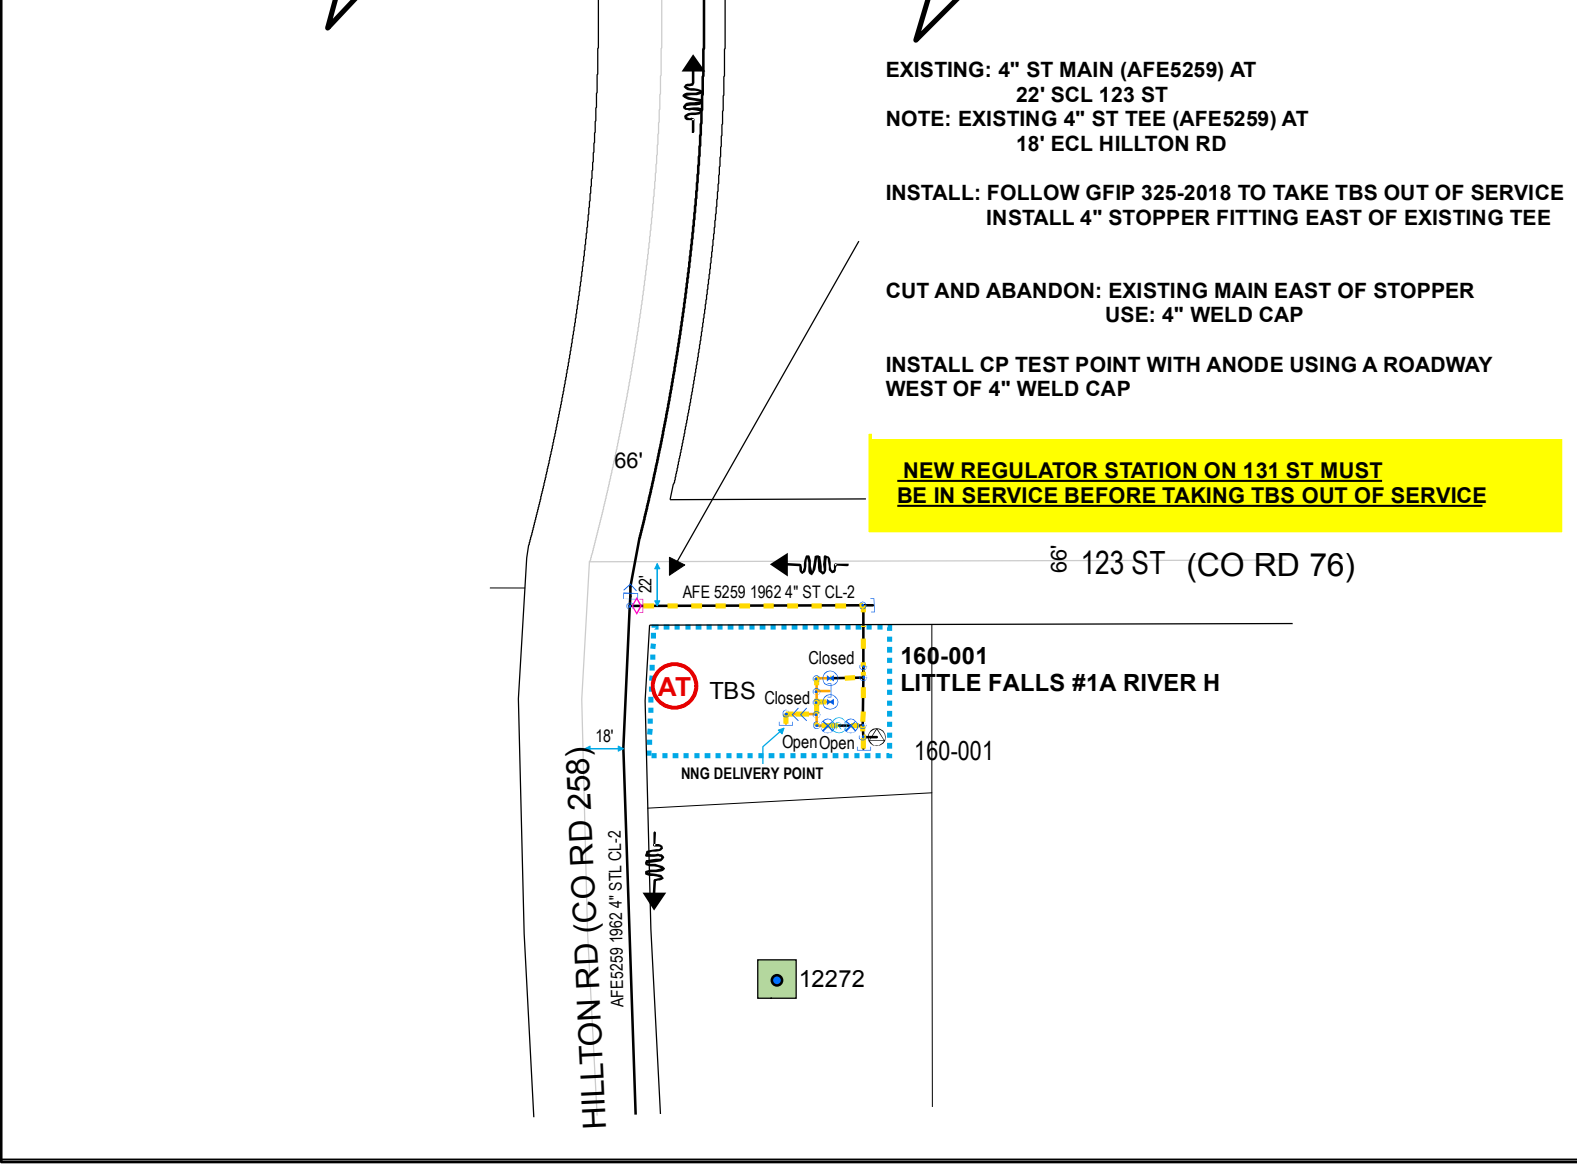 EXISTING: 4" ST MAIN (AFE5259) AT
22' SCL 123 ST
NOTE: EXISTING 4" ST TEE (AFE5259) AT
18' ECL HILLTON RD
INSTALL: FOLLOW GFIP 325-2018 TO TAKE TBS OUT OF SERVICE
INSTALL 4" STOPPER FITTING EAST OF EXISTING TEE
CUT AND ABANDON: EXISTING MAIN EAST OF STOPPER
USE: 4" WELD CAP
INSTALL CP TEST POINT WITH ANODE USING A ROADWAY
WEST OF 4" WELD CAP
66'
NEW REGULATOR STATION ON 131 ST MUST
BE IN SERVICE BEFORE TAKING TBS OUT OF SERVICE
66'
123 ST (CO RD 76)
22'
AFE 5259 1962 4" ST CL-2
Closed
160-001
LITTLE FALLS #1A RIVER H
AT
TBS
Closed
18'
Open Open
160-001
NNG DELIVERY POINT
HILLTON RD (CO RD 258)
AFE5259 1962 4" STL CL-2
12272